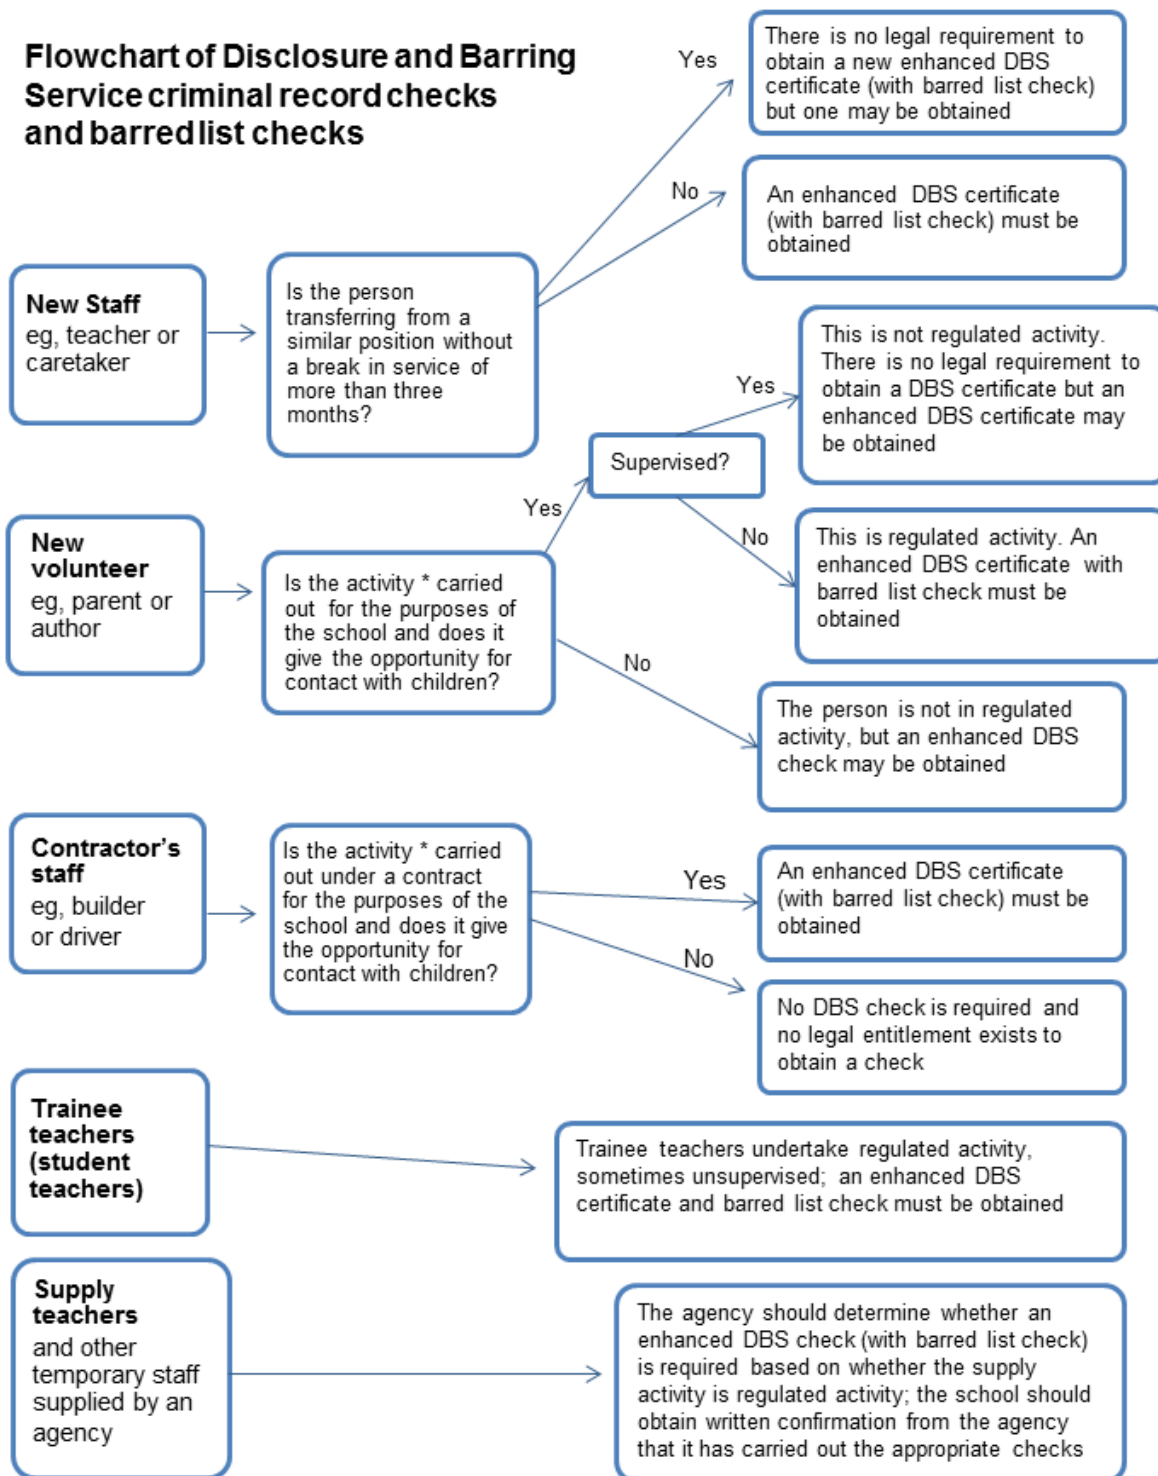 Flowchart of Disclosure and Barring
Service criminal record checks
and barred list checks
New Staff
eg, teacher or
caretaker
Is the person
transferring from a
similar position without
a break in service of
more than three
months?
Yes
There is no legal requirement to
obtain a new enhanced DBS
certificate (with barred list check)
but one may be obtained
No
An enhanced DBS certificate
(with barred list check) must be
obtained
New
volunteer
eg, parent or
author
Is the activity * carried
out for the purposes of
the school and does it
give the opportunity for
contact with children?
Yes
Supervised?
Yes
This is not regulated activity.
There is no legal requirement to
obtain a DBS certificate but an
enhanced DBS certificate may
be obtained
No
This is regulated activity. An
enhanced DBS certificate with
barred list check must be
obtained
No
The person is not in regulated
activity, but an enhanced DBS
check may be obtained
Contractor's
staff
eg, builder
or driver
Is the activity * carried
out under a contract
for the purposes of the
school and does it give
the opportunity for
contact with children?
Yes
An enhanced DBS certificate
(with barred list check) must be
obtained
No
No DBS check is required and
no legal entitlement exists to
obtain a check
Trainee
teachers
(student
teachers)
Trainee teachers undertake regulated activity,
sometimes unsupervised; an enhanced DBS
certificate and barred list check must be obtained
Supply
teachers
and other
temporary staff
supplied by an
agency
The agency should determine whether an
enhanced DBS check (with barred list check)
is required based on whether the supply
activity is regulated activity; the school should
obtain written confirmation from the agency
that it has carried out the appropriate checks